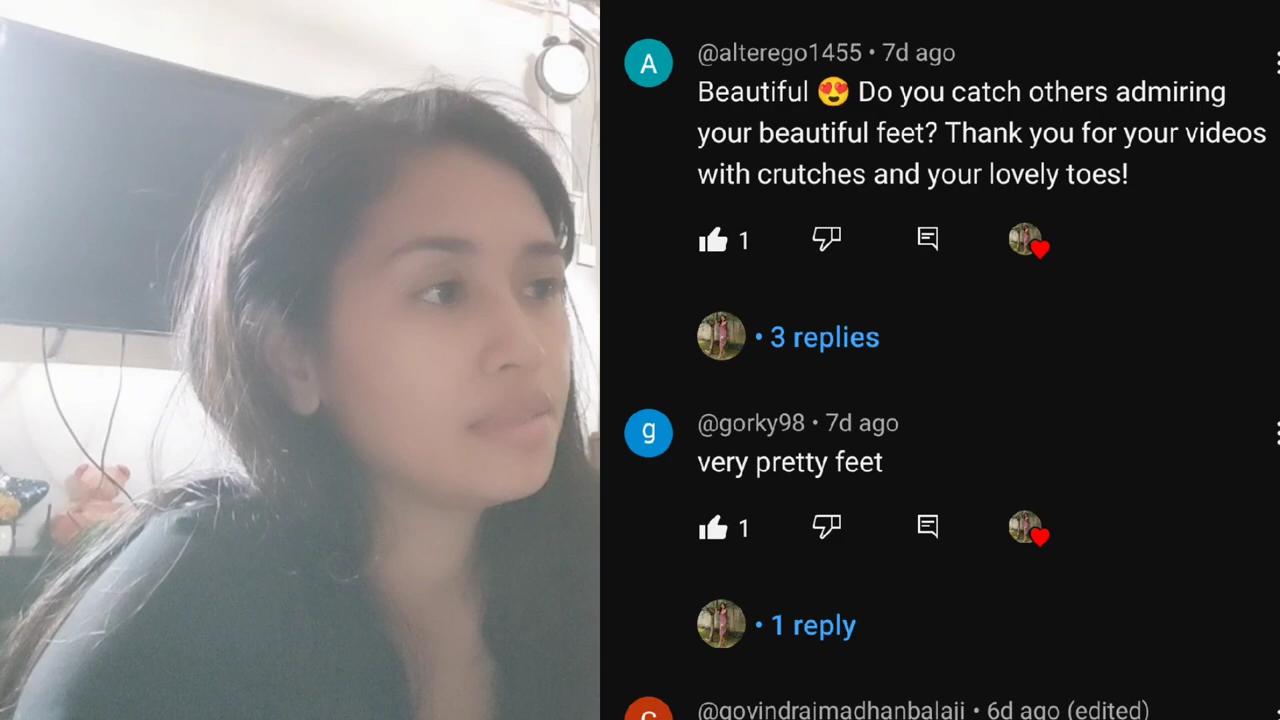 A
@alterego1455 • 7d ago
Beautiful 😍 Do you catch others admiring
your beautiful feet? Thank you for your videos
with crutches and your lovely toes!
1
• 3 replies
g
@gorky98 • 7d ago
very pretty feet
1
• 1 reply
@govindrajmadhanbalaji • 6d ago (edited)